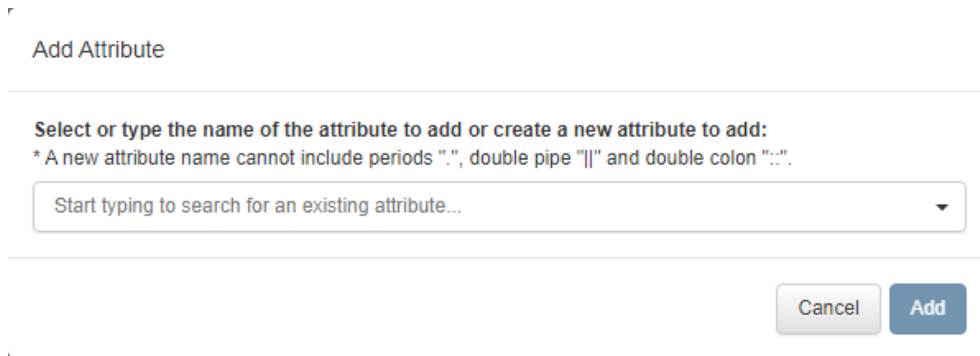 Add Attribute
Select or type the name of the attribute to add or create a new attribute to add:
* A new attribute name cannot include periods ".", double pipe "||" and double colon "::".
Start typing to search for an existing attribute...
Cancel Add